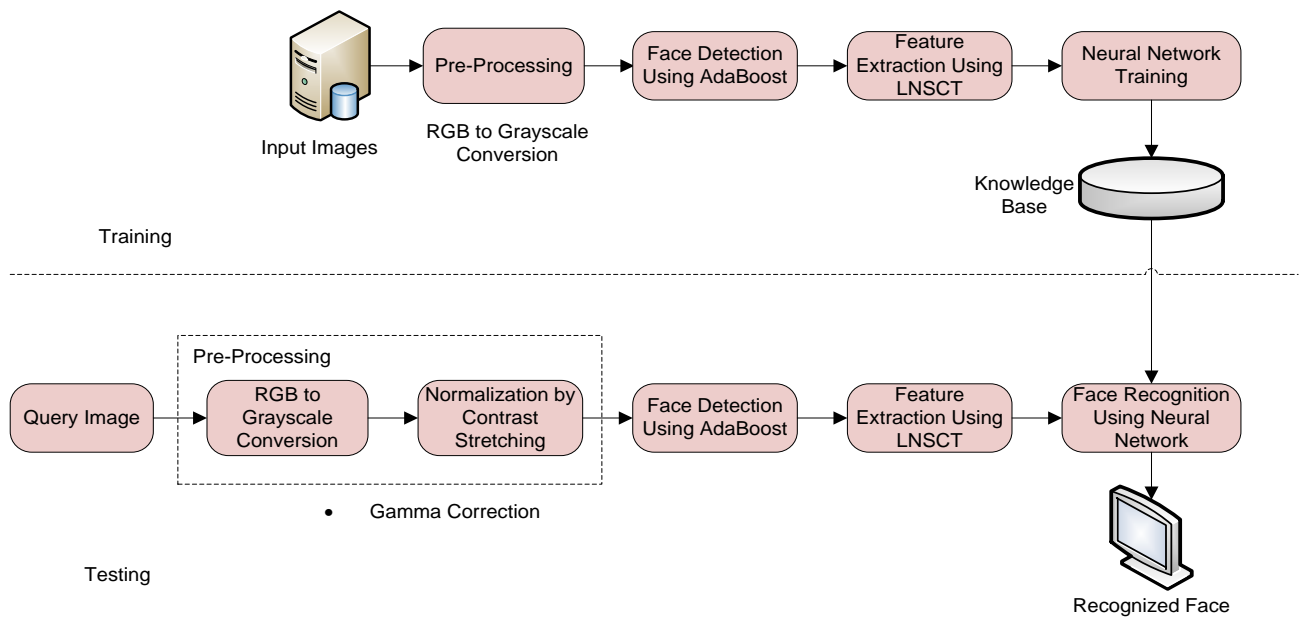 Input Images
Pre-Processing
RGB to Grayscale
Conversion
Face Detection
Using AdaBoost
Feature
Extraction Using
LNSCT
Neural Network
Training
Knowledge
Base
Training
Query Image
Pre-Processing
RGB to
Grayscale
Conversion
Normalization by
Contrast
Stretching
• Gamma Correction
Face Detection
Using AdaBoost
Feature
Extraction Using
LNSCT
Face Recognition
Using Neural
Network
Recognized Face
Testing